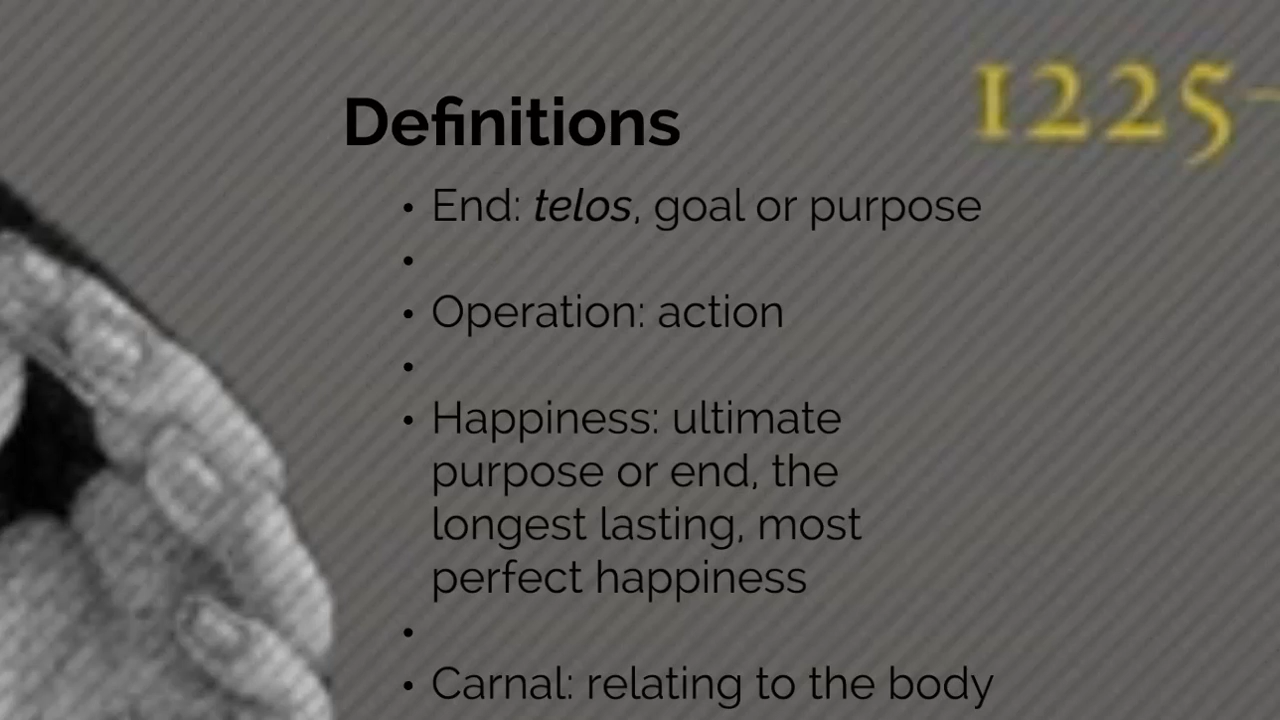 1225-
Definitions
• End: telos, goal or purpose
•
• Operation: action
•
• Happiness: ultimate
purpose or end, the
longest lasting, most
perfect happiness
•
• Carnal: relating to the body